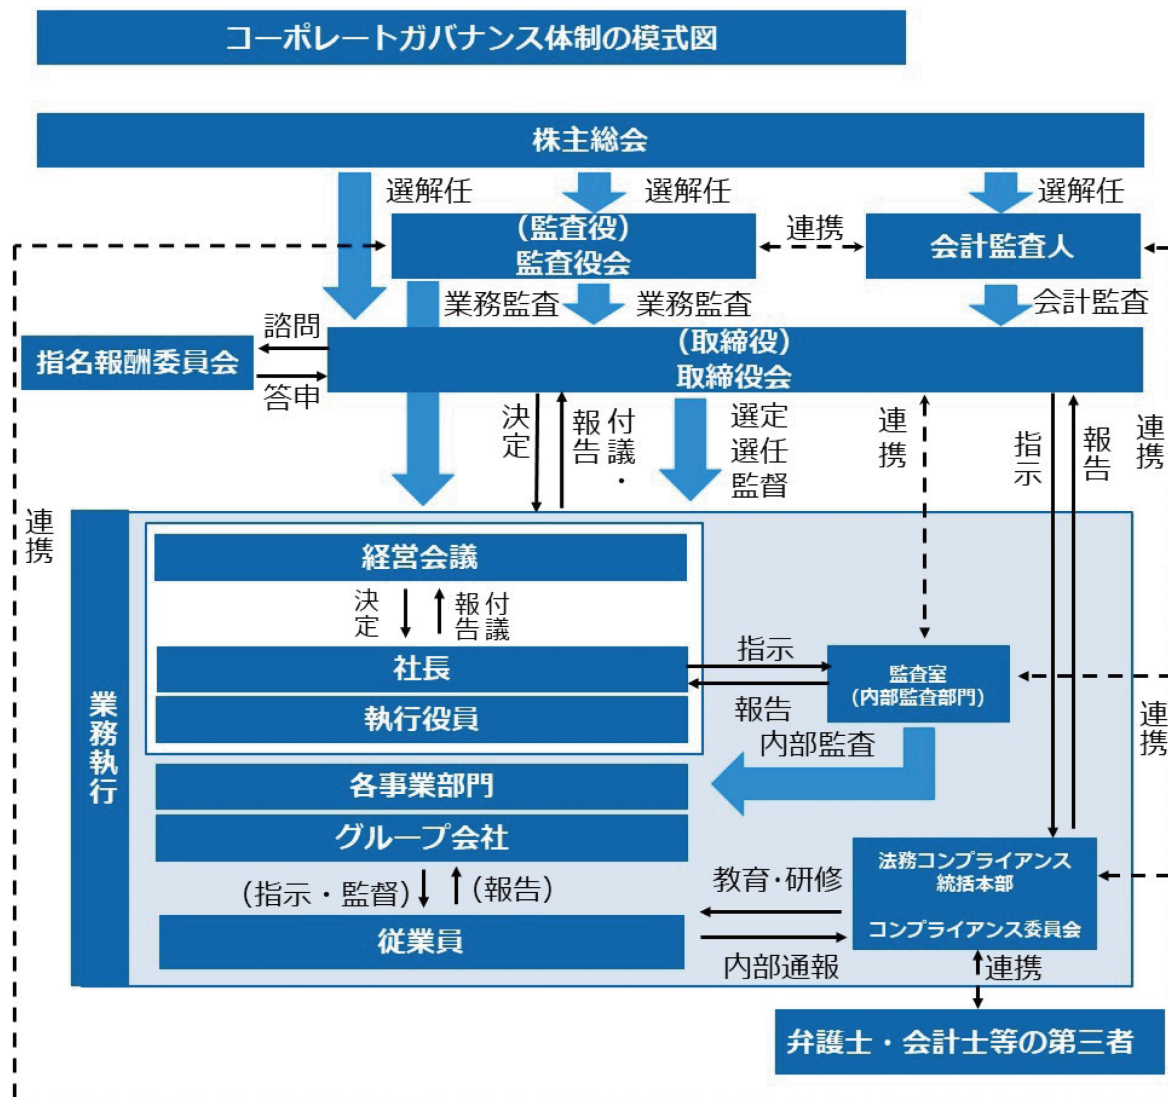 コーポレートガバナンス体制の模式図
株主総会
選解任
選解任
選解任
(監査役)
監査役会
連携
会計監査人
業務監査
業務監査
会計監査
諮問
指名報酬委員会
答申
(取締役)
取締役会
決定
付議・
報告
選定
選任
監督
連携
指示
報告
連携
連携
業務執行
経営会議
決定
付議
報告
社長
執行役員
指示
報告
監査室
(内部監査部門)
連携
内部監査
各事業部門
グループ会社
(指示・監督)
(報告)
従業員
教育・研修
内部通報
法務コンプライアンス
統括本部
コンプライアンス委員会
連携
弁護士・会計士等の第三者